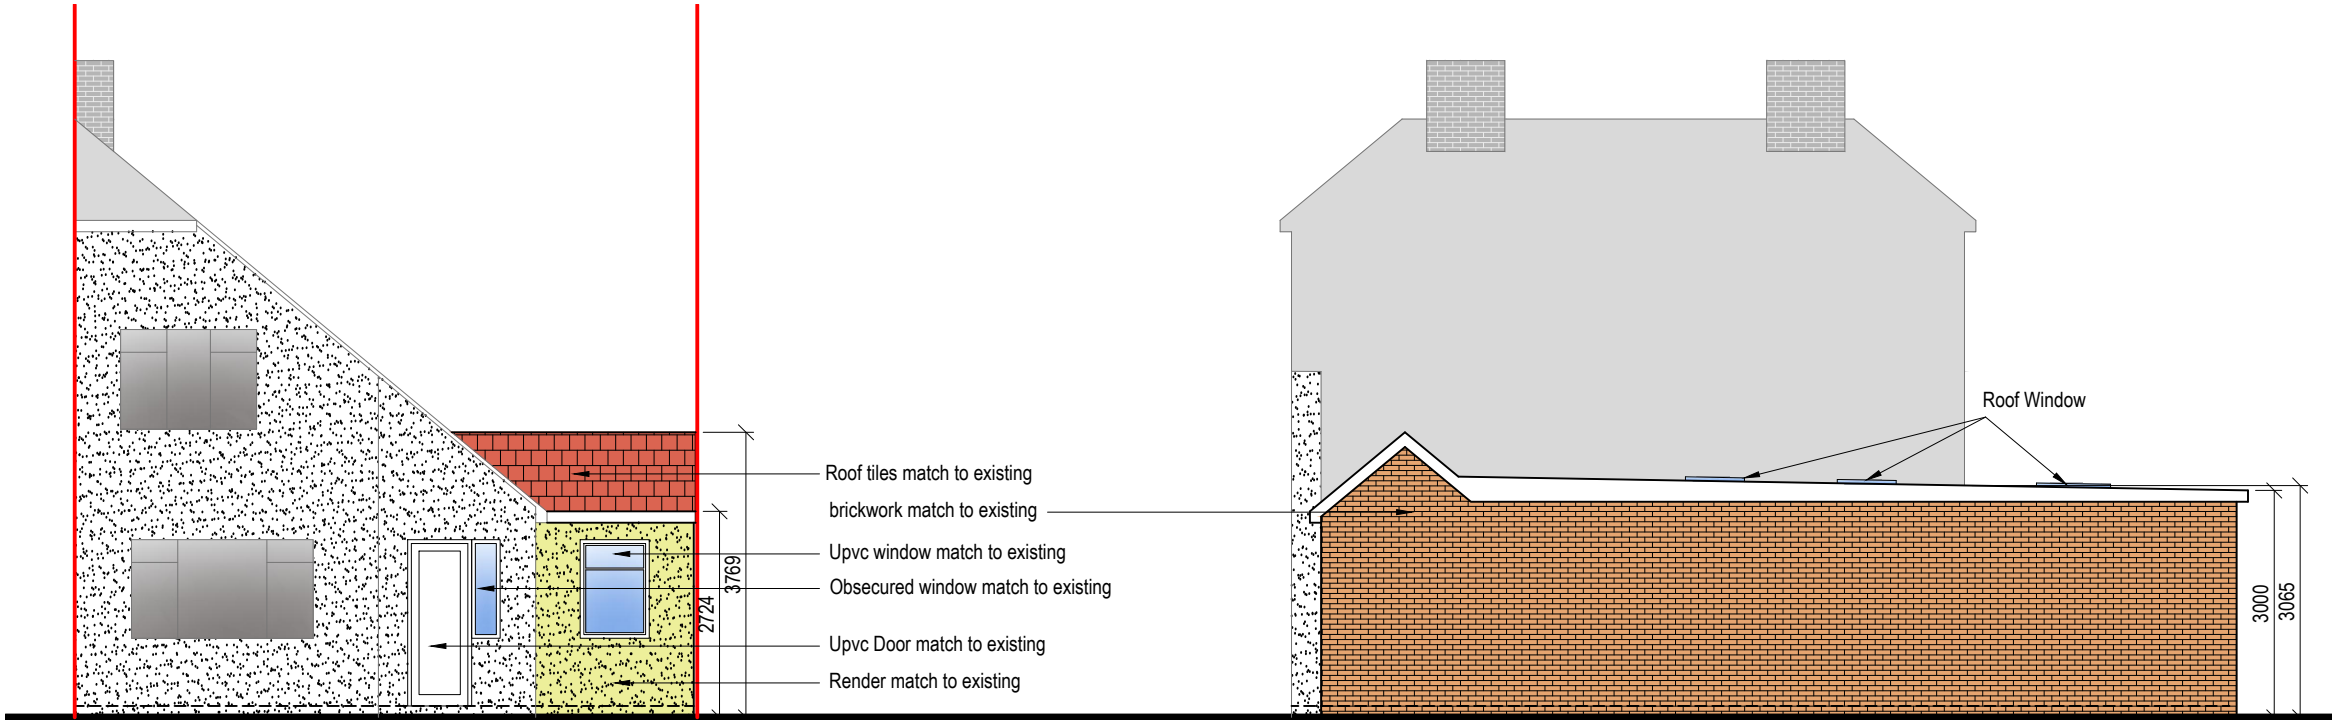 Roof tiles match to existing
brickwork match to existing
Upvc window match to existing
Obsecured window match to existing
Upvc Door match to existing
Render match to existing
2724
3769
Roof Window
3000
3065